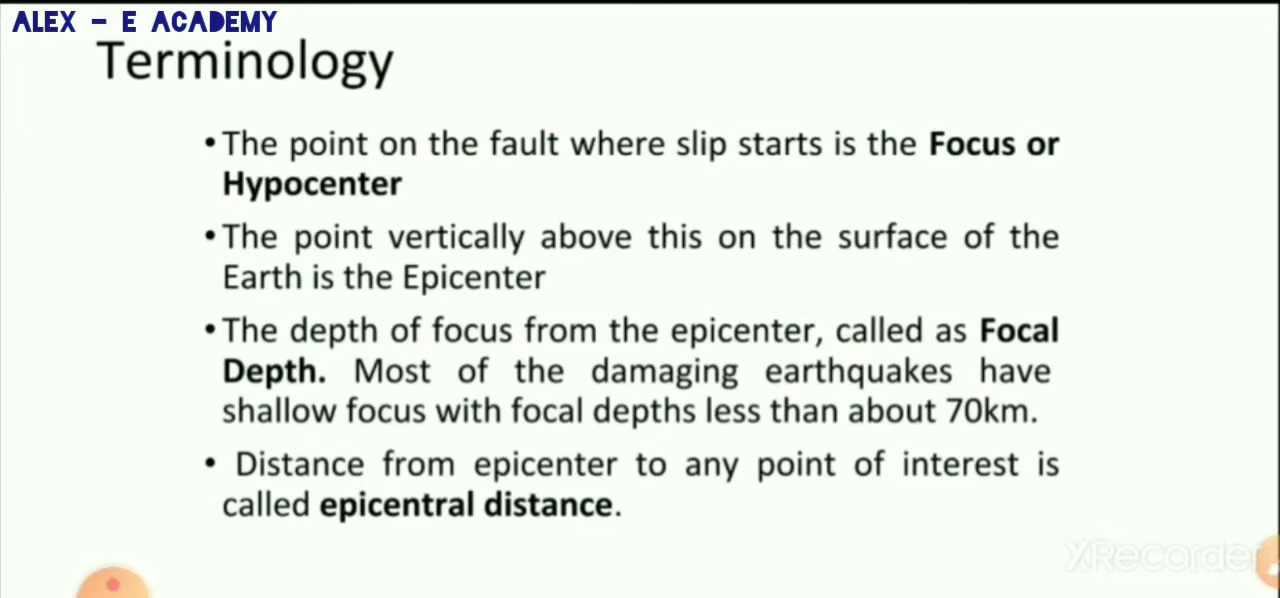 ALEX - E ACADEMY
Terminology
• The point on the fault where slip starts is the Focus or
Hypocenter
• The point vertically above this on the surface of the
Earth is the Epicenter
• The depth of focus from the epicenter, called as Focal
Depth. Most of the damaging earthquakes have
shallow focus with focal depths less than about 70km.
• Distance from epicenter to any point of interest is
called epicentral distance.
XRecorder